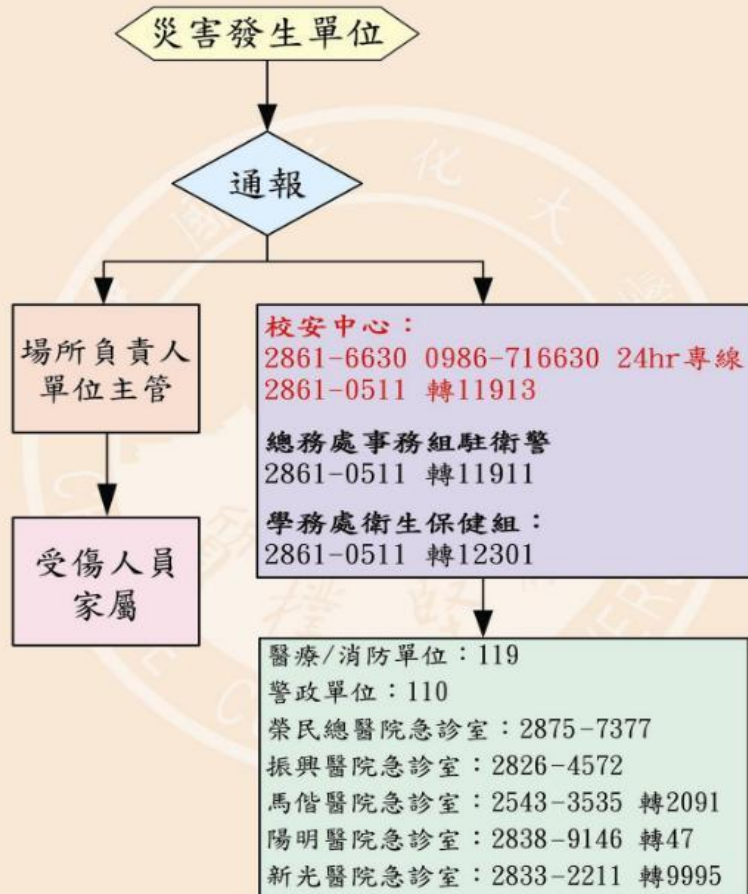 災害發生單位
通報
場所負責人
單位主管
受傷人員
家屬
校安中心：
2861-6630 0986-716630 24hr專線
2861-0511 轉11913
總務處事務組駐衛警
2861-0511 轉11911
學務處衛生保健組：
2861-0511 轉12301
醫療/消防單位：119
警政單位：110
榮民總醫院急診室：2875-7377
振興醫院急診室：2826-4572
馬偕醫院急診室：2543-3535 轉2091
陽明醫院急診室：2838-9146 轉47
新光醫院急診室：2833-2211 轉9995